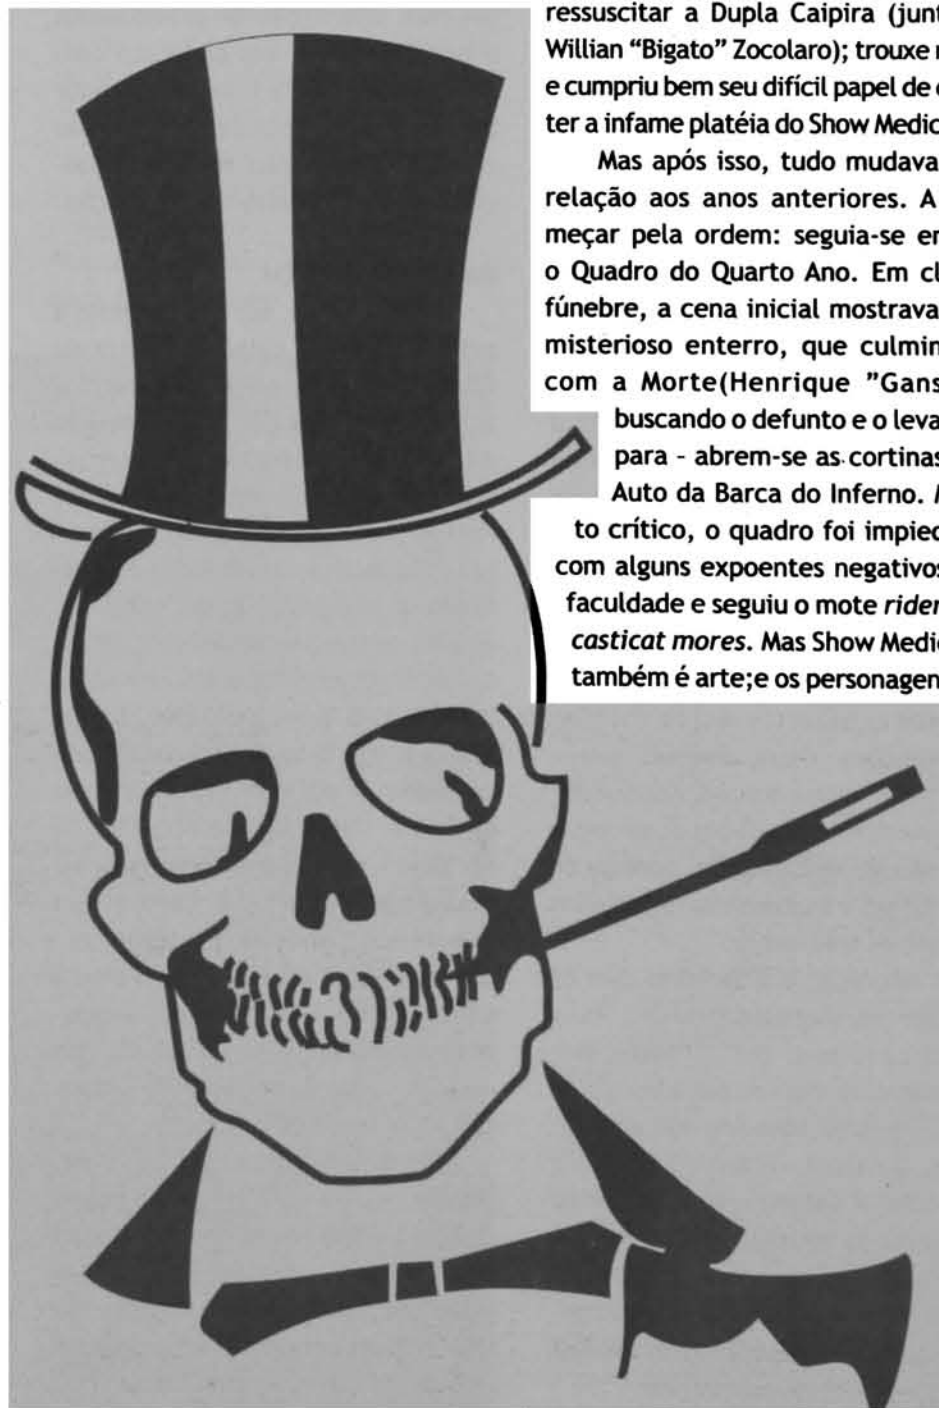 ressuscitar a Dupla Caipira (junt
Willian “Bigato” Zocolaro); trouxe
e cumpriu bem seu difícil papel de
ter a infame platéia do Show Medic
Mas após isso, tudo mudava
relação aos anos anteriores. A
meçar pela ordem: seguia-se en
o Quadro do Quarto Ano. Em cl
fúnebre, a cena inicial mostrava
misterioso enterro, que culmin
com a Morte(Henrique ”Gans
buscando o defunto e o leva
para - abrem-se as cortinas
Auto da Barca do Inferno.
to crítico, o quadro foi impied
com alguns expoentes negativos
faculdade e seguiu o mote rider
casticat mores. Mas Show Medic
também é arte;e os personagen